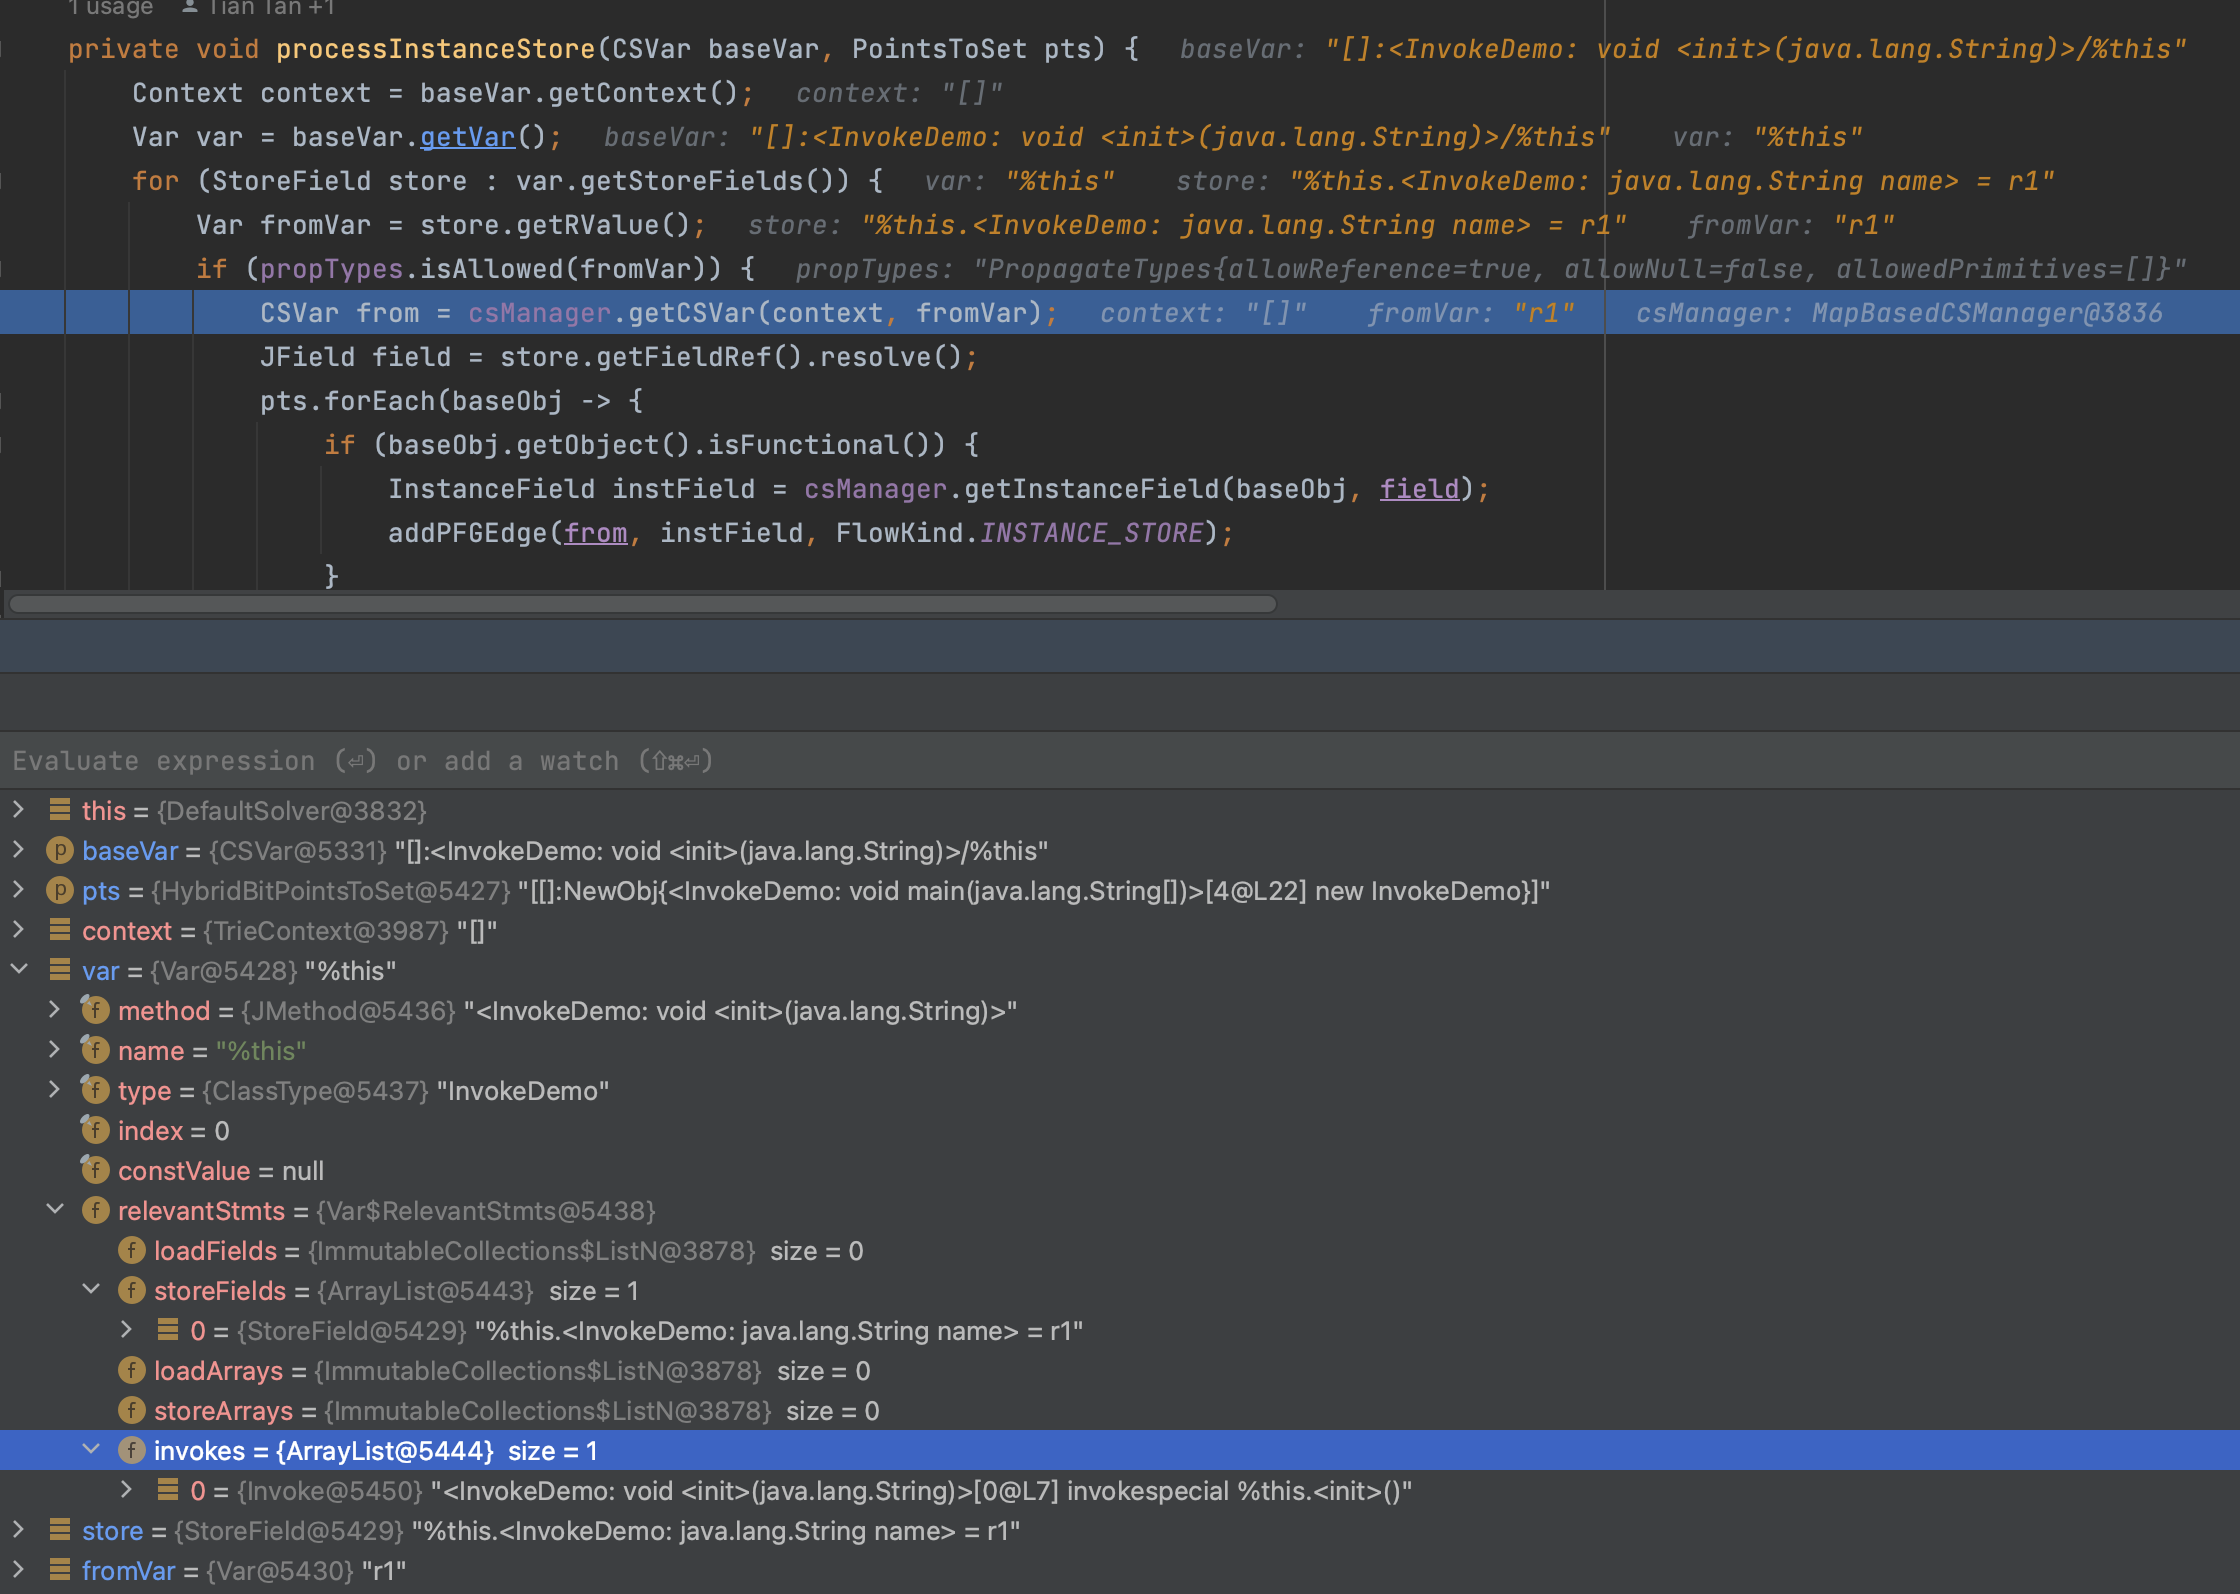 1 usage Tian Tan +1
private void processInstanceStore(CSVar baseVar, PointsToSet pts) { baseVar: "[]:<InvokeDemo: void <init>(java.lang.String)>/%this"
Context context = baseVar.getContext(); context: "[]"
Var var = baseVar.getVar(); baseVar: "[]:<InvokeDemo: void <init>(java.lang.String)>/%this" var: "%this"
for (StoreField store : var.getStoreFields()) { var: "%this" store: "%this.<InvokeDemo: java.lang.String name> = r1"
Var fromVar = store.getRValue(); store: "%this.<InvokeDemo: java.lang.String name> = r1" fromVar: "r1"
if (propTypes.isAllowed(fromVar)) { propTypes: "PropagateTypes{allowReference=true, allowNull=false, allowedPrimitives=[]}"
CSVar from = csManager.getCSVar(context, fromVar); context: "[]" fromVar: "r1" csManager: MapBasedCSManager@3836
JField field = store.getFieldRef().resolve();
pts.forEach(baseObj -> {
if (baseObj.getObject().isFunctional()) {
InstanceField instField = csManager.getInstanceField(baseObj, field);
addPFGEdge(from, instField, FlowKind.INSTANCE_STORE);
}
Evaluate expression (⏎) or add a watch (⇧⌘⏎)
this = {DefaultSolver@3832}
p baseVar = {CSVar@5331} "[]:<InvokeDemo: void <init>(java.lang.String)>/%this"
p pts = {HybridBitPointsToSet@5427} "[[]:NewObj{<InvokeDemo: void main(java.lang.String[])>[4@L22] new InvokeDemo}]"
context = {TrieContext@3987} "[]"
var = {Var@5428} "%this"
f method = {JMethod@5436} "<InvokeDemo: void <init>(java.lang.String)>"
f name = "%this"
f type = {ClassType@5437} "InvokeDemo"
f index = 0
f constValue = null
f relevantStmts = {Var$RelevantStmts@5438}
f loadFields = {ImmutableCollections$ListN@3878} size = 0
f storeFields = {ArrayList@5443} size = 1
0 = {StoreField@5429} "%this.<InvokeDemo: java.lang.String name> = r1"
f loadArrays = {ImmutableCollections$ListN@3878} size = 0
f storeArrays = {ImmutableCollections$ListN@3878} size = 0
f invokes = {ArrayList@5444} size = 1
0 = {Invoke@5450} "<InvokeDemo: void <init>(java.lang.String)>[0@L7] invokespecial %this.<init>()"
store = {StoreField@5429} "%this.<InvokeDemo: java.lang.String name> = r1"
fromVar = {Var@5430} "r1"